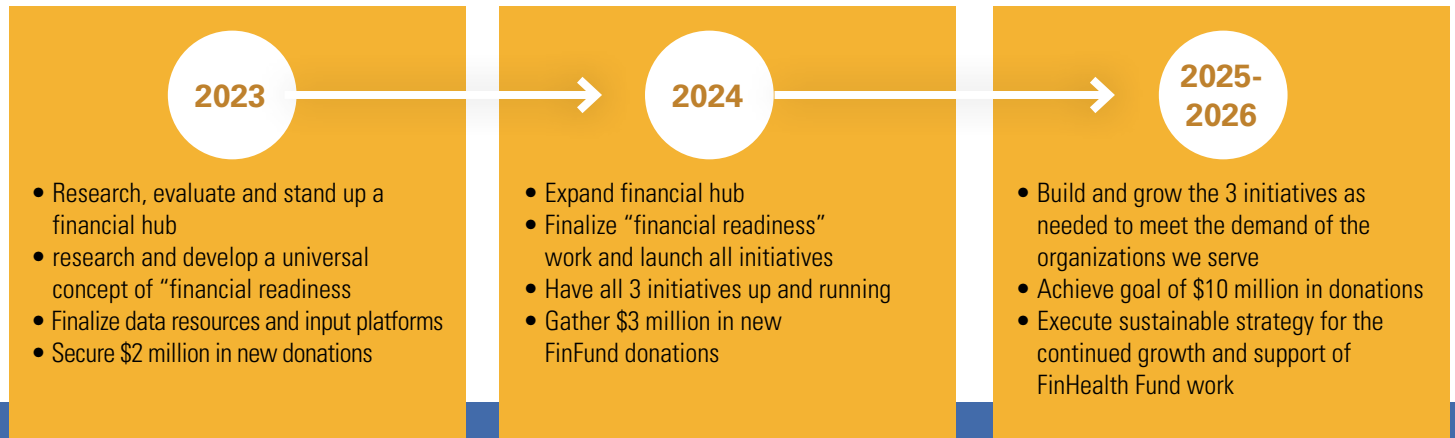 2023
• Research, evaluate and stand up a
financial hub
• research and develop a universal
concept of “financial readiness
• Finalize data resources and input platforms
• Secure $2 million in new donations
2024
• Expand financial hub
• Finalize “financial readiness”
work and launch all initiatives
• Have all 3 initiatives up and running
• Gather $3 million in new
FinFund donations
2025-
2026
• Build and grow the 3 initiatives as
needed to meet the demand of the
organizations we serve
• Achieve goal of $10 million in donations
• Execute sustainable strategy for the
continued growth and support of
FinHealth Fund work